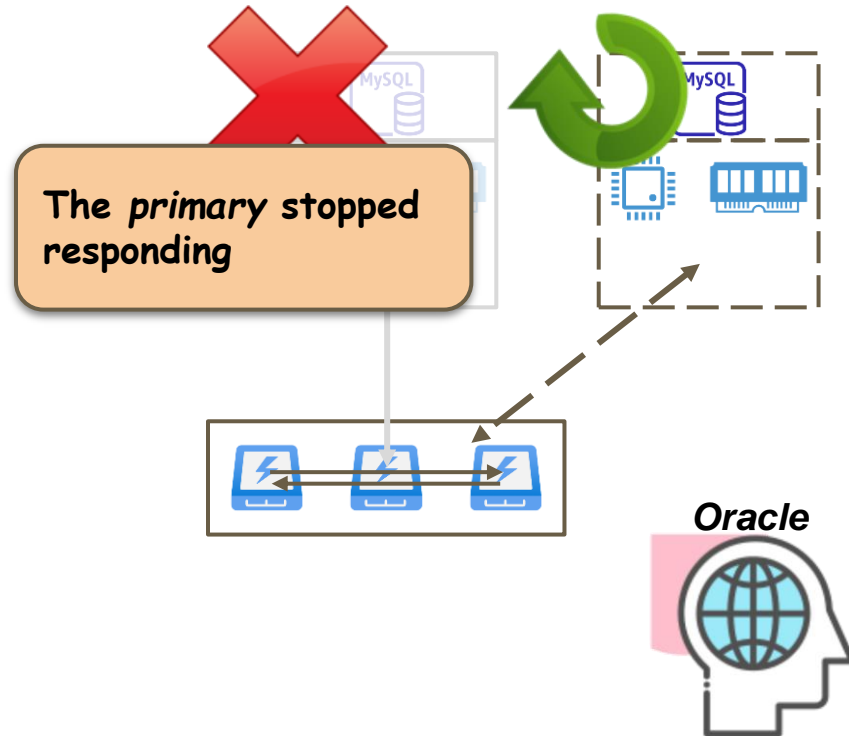 MySQL
MySQL
The primary stopped
responding
Oracle